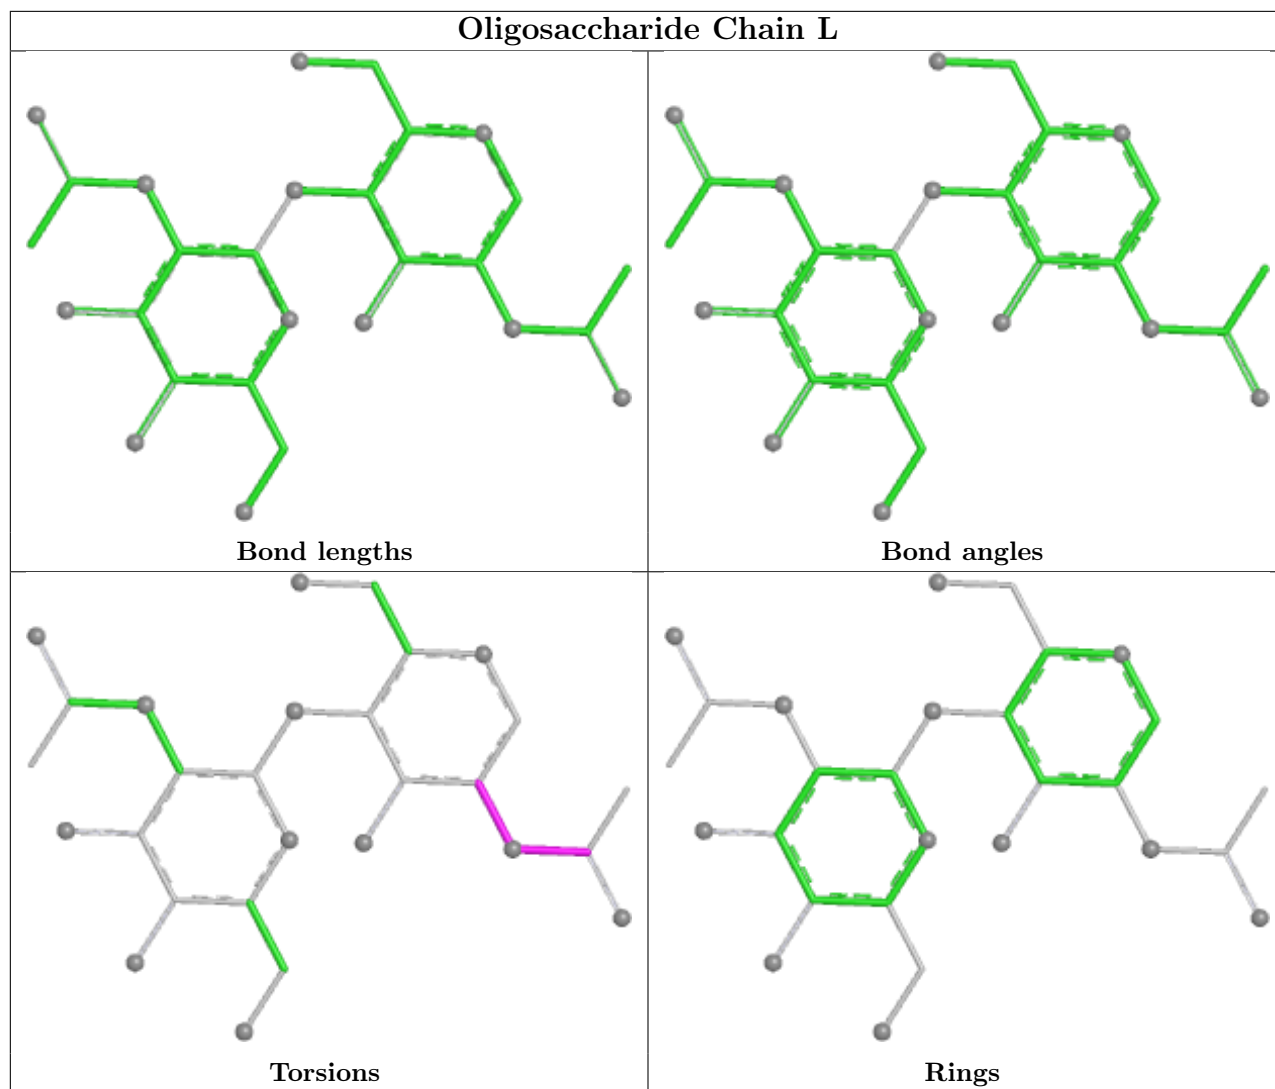 Oligosaccharide Chain L
Bond lengths
Bond angles
Torsions
Rings